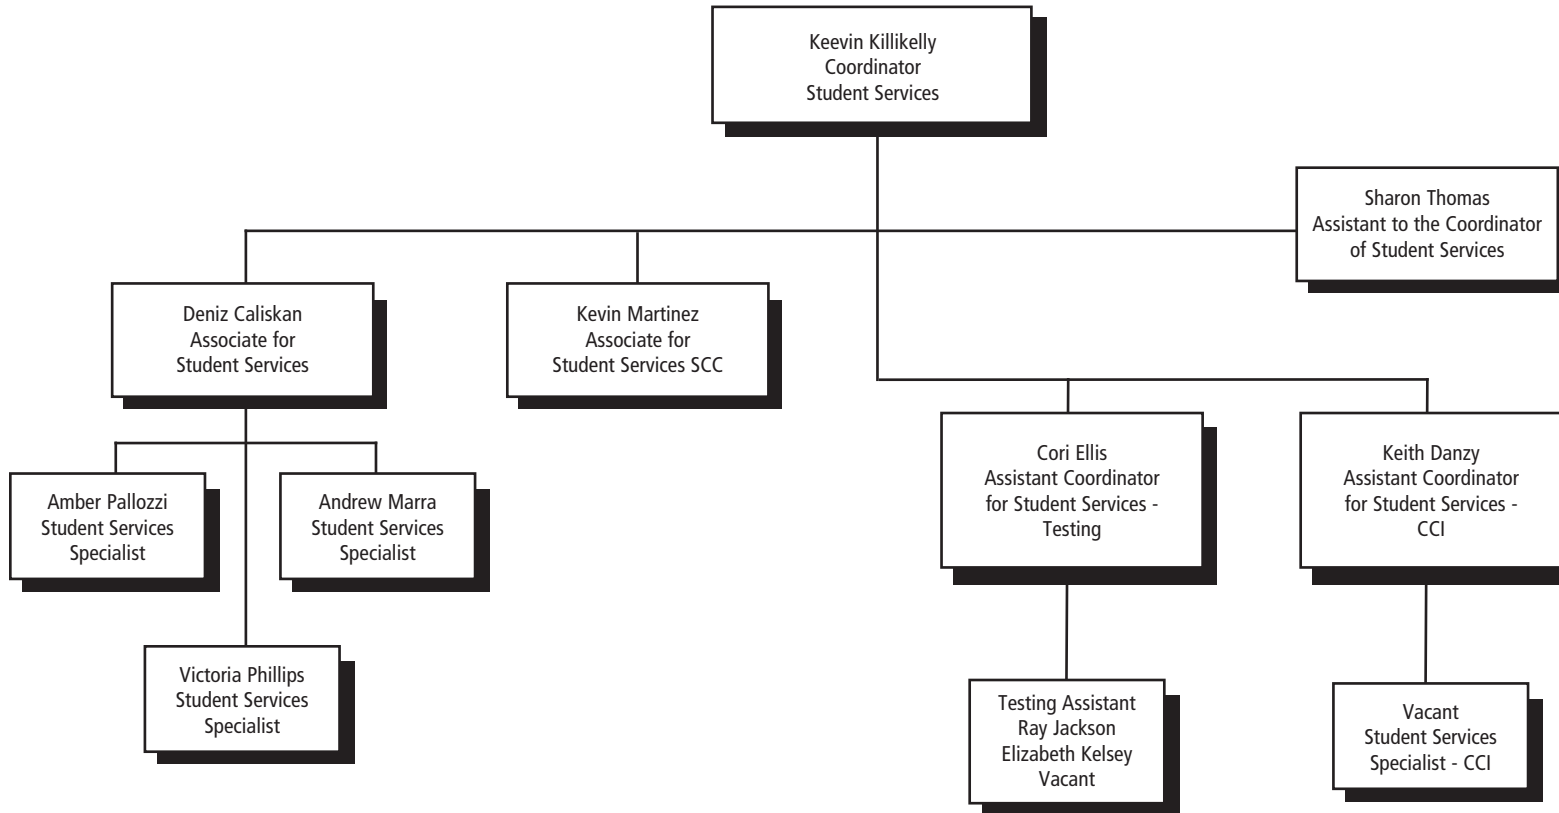 Keevin Killikelly
Coordinator
Student Services
Sharon Thomas
Assistant to the Coordinator
of Student Services
Deniz Caliskan
Associate for
Student Services
Kevin Martinez
Associate for
Student Services SCC
Cori Ellis
Assistant Coordinator
for Student Services -
Testing
Keith Danzy
Assistant Coordinator
for Student Services -
CCI
Amber Pallozzi
Student Services
Specialist
Andrew Marra
Student Services
Specialist
Victoria Phillips
Student Services
Specialist
Testing Assistant
Ray Jackson
Elizabeth Kelsey
Vacant
Vacant
Student Services
Specialist - CCI